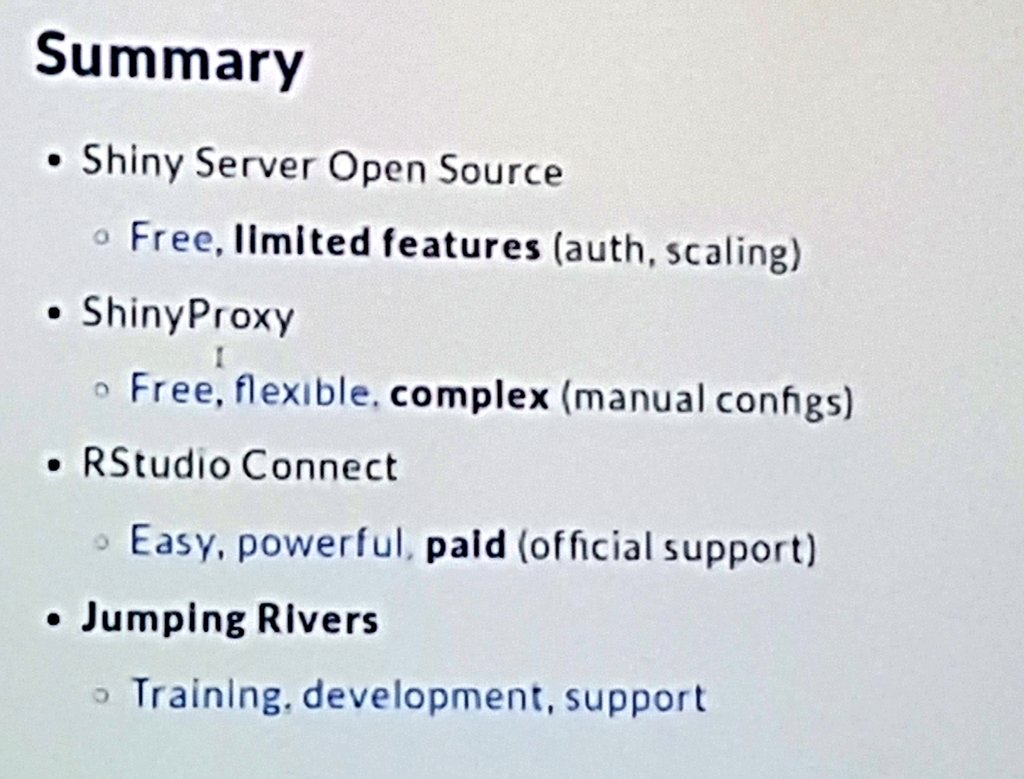 Summary
• Shiny Server Open Source
○ Free, limited features (auth, scaling)
• ShinyProxy
○ Free, flexible, complex (manual configs)
• RStudio Connect
○ Easy, powerful, paid (official support)
• Jumping Rivers
○ Training, development, support